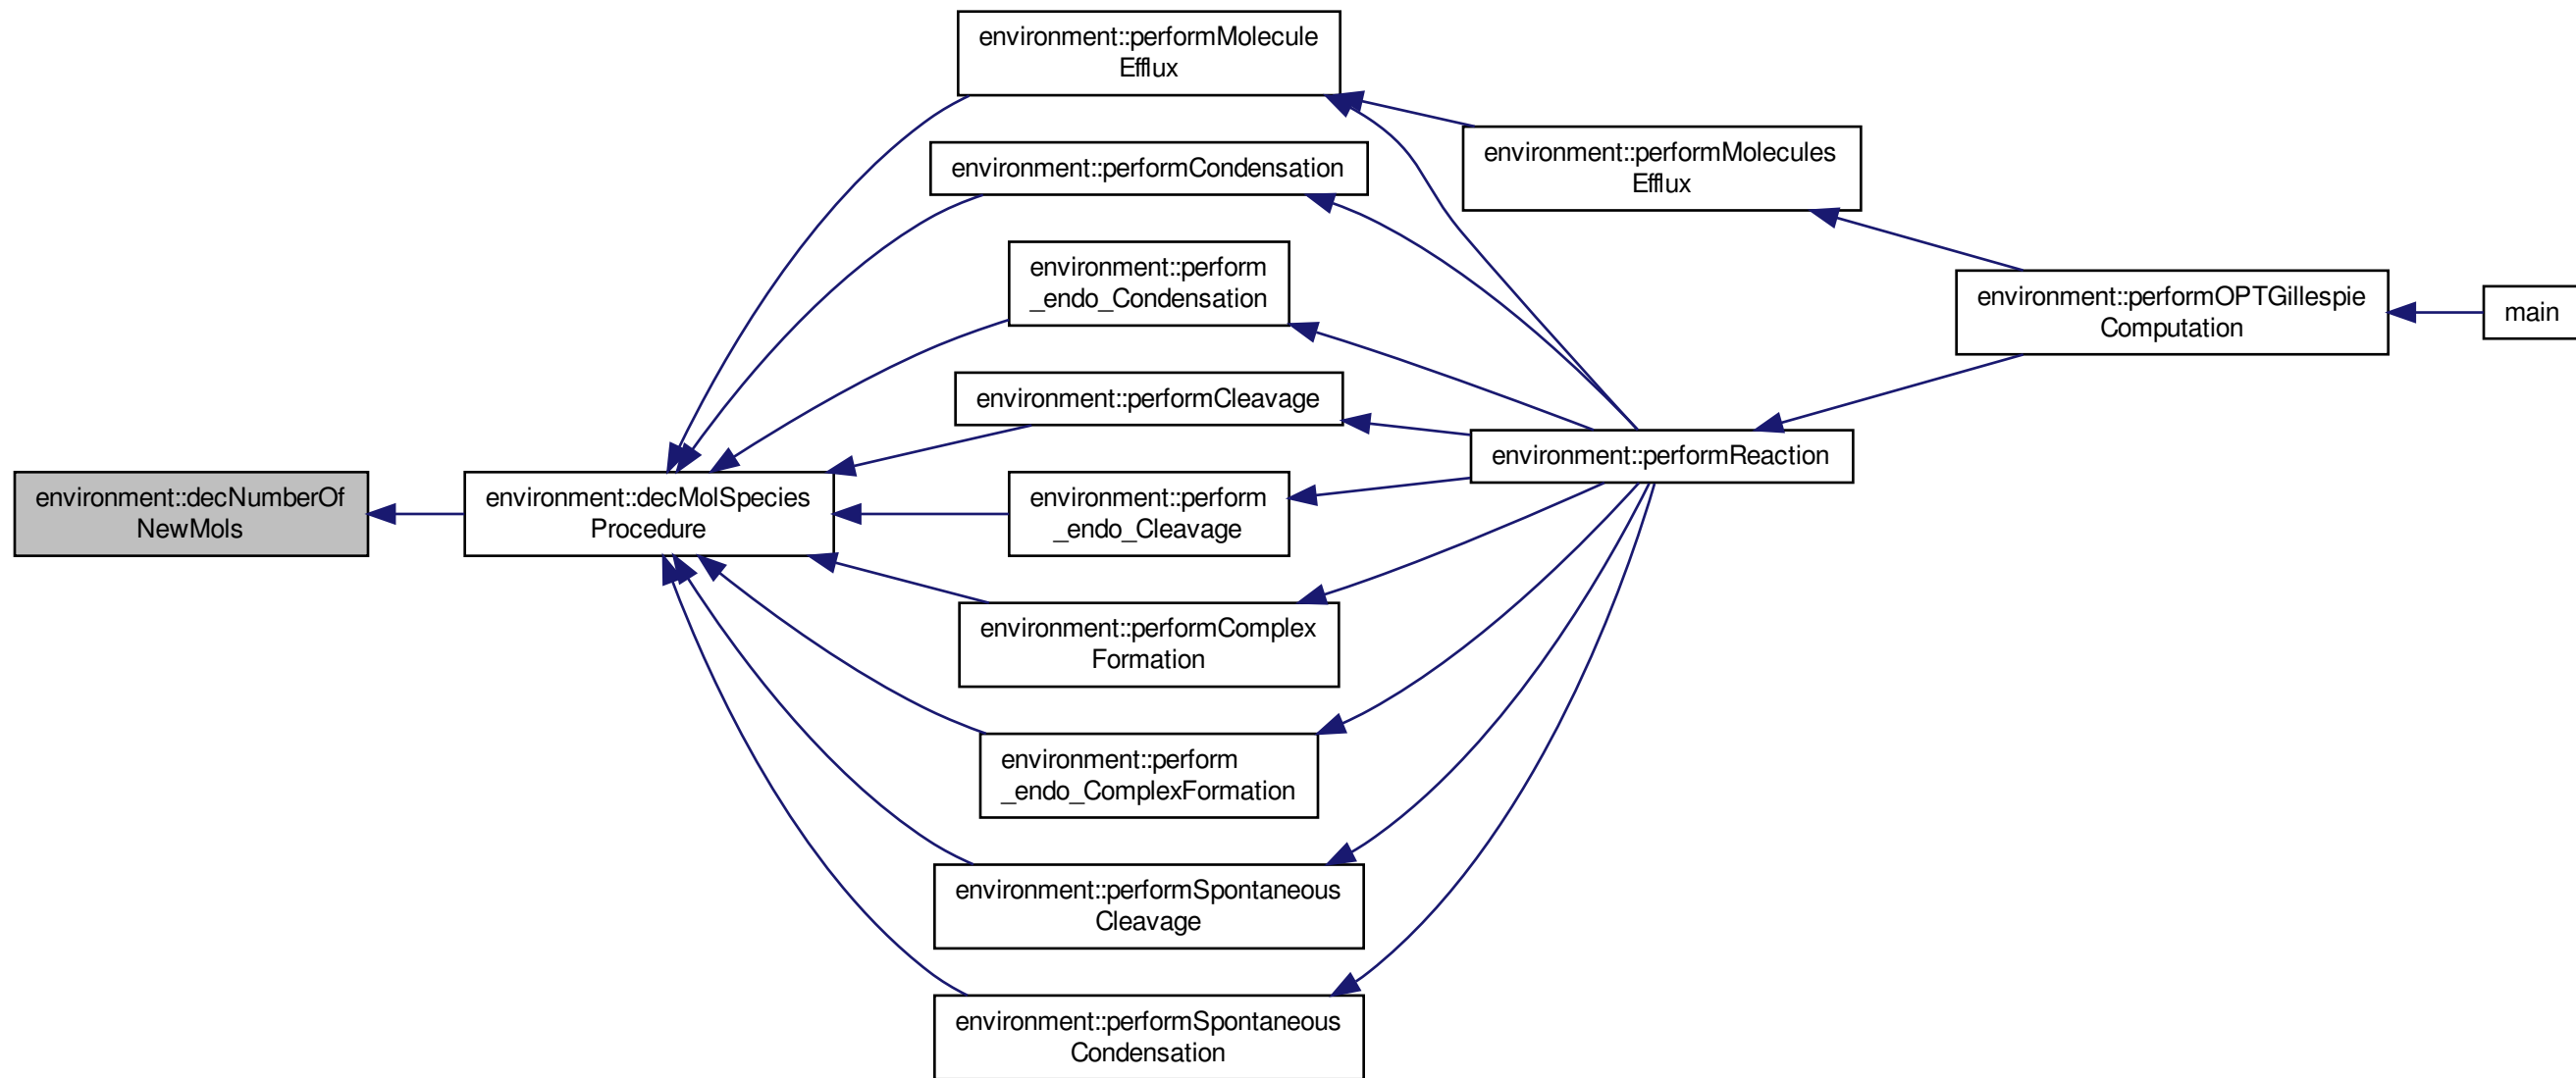 environment::performMolecule
Efflux
environment::performMolecules
Efflux
environment::performCondensation
environment::perform
_endo_Condensation
environment::performOPTGillespie
Computation
main
environment::performCleavage
environment::performReaction
environment::decNumberOf
NewMols
environment::decMolSpecies
Procedure
environment::perform
_endo_Cleavage
environment::performComplex
Formation
environment::perform
_endo_ComplexFormation
environment::performSpontaneous
Cleavage
environment::performSpontaneous
Condensation